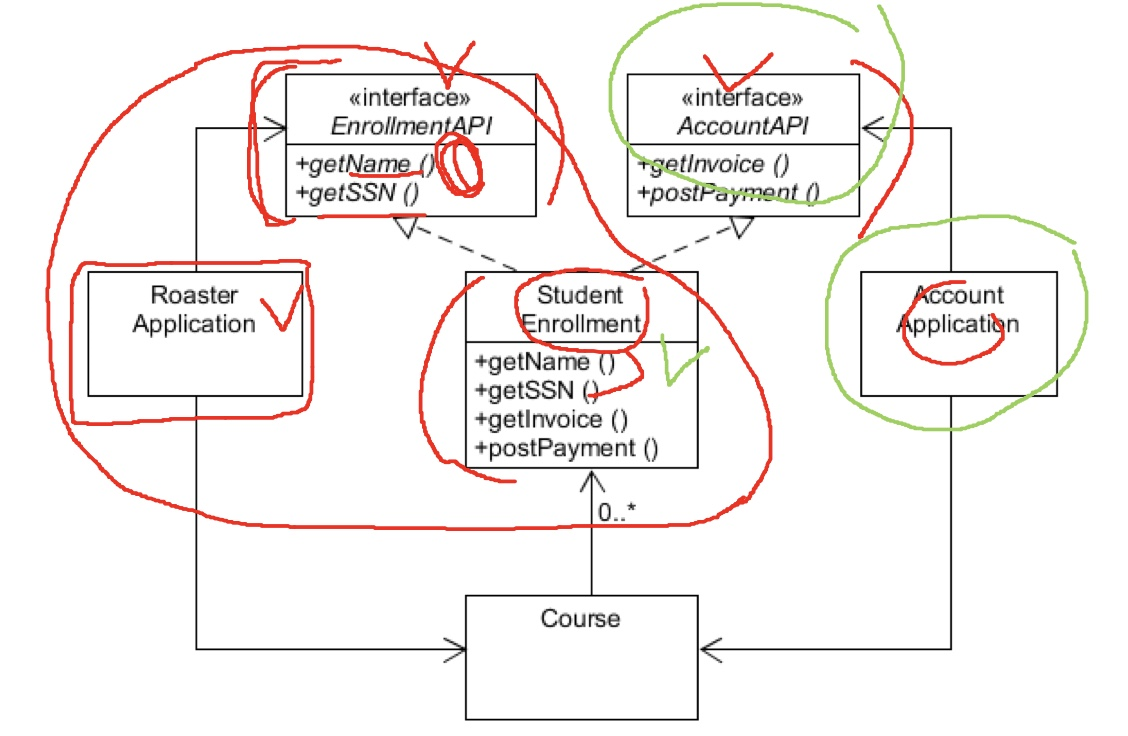 «interface»
EnrollmentAPI
+getName ()
+getSSN ()
«interface»
AccountAPI
+getInvoice ()
+postPayment ()
Roaster
Application
Student
Enrollment
+getName ()
+getSSN ()
+getInvoice ()
+postPayment ()
Account
Application
0..*
Course